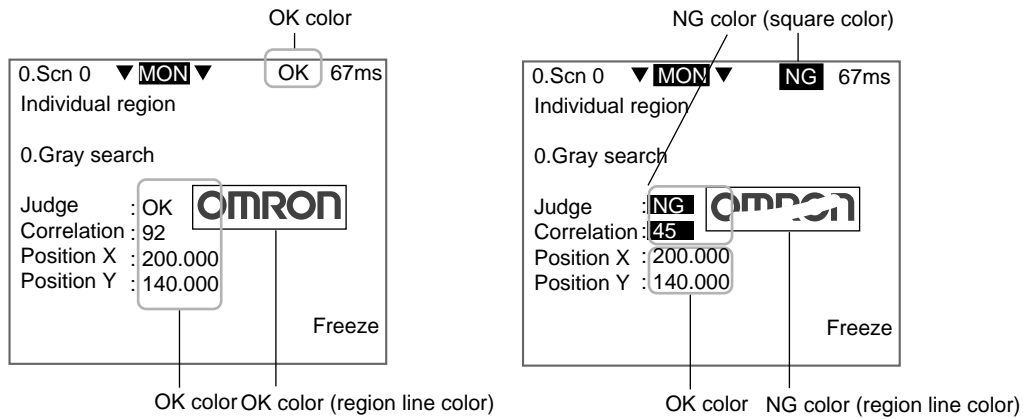 OK color
0.Scn 0 ▼ MON ▼ OK 67ms
Individual region
0.Gray search
Judge : OK
OMRON
Correlation : 92
Position X : 200.000
Position Y : 140.000
Freeze
OK color OK color (region line color)
NG color (square color)
0.Scn 0 ▼ MON ▼ NG 67ms
Individual region
0.Gray search
Judge : NG
OMRON
Correlation : 45
Position X : 200.000
Position Y : 140.000
Freeze
OK color NG color (region line color)